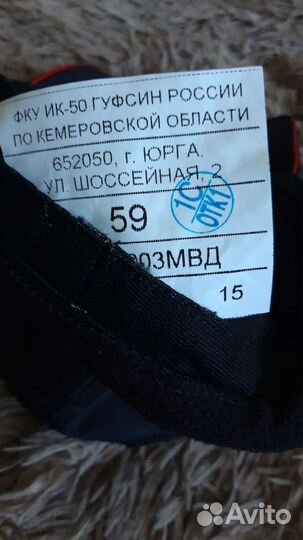 ФКУ ИК-50 ГУФСИН РОССИИ
ПО КЕМЕРОВСКОЙ ОБЛАСТИ
652050, г. ЮРГА,
УЛ. ШОССЕЙНАЯ, 2
59
1С
ОТК1
03МВД
15
Avito